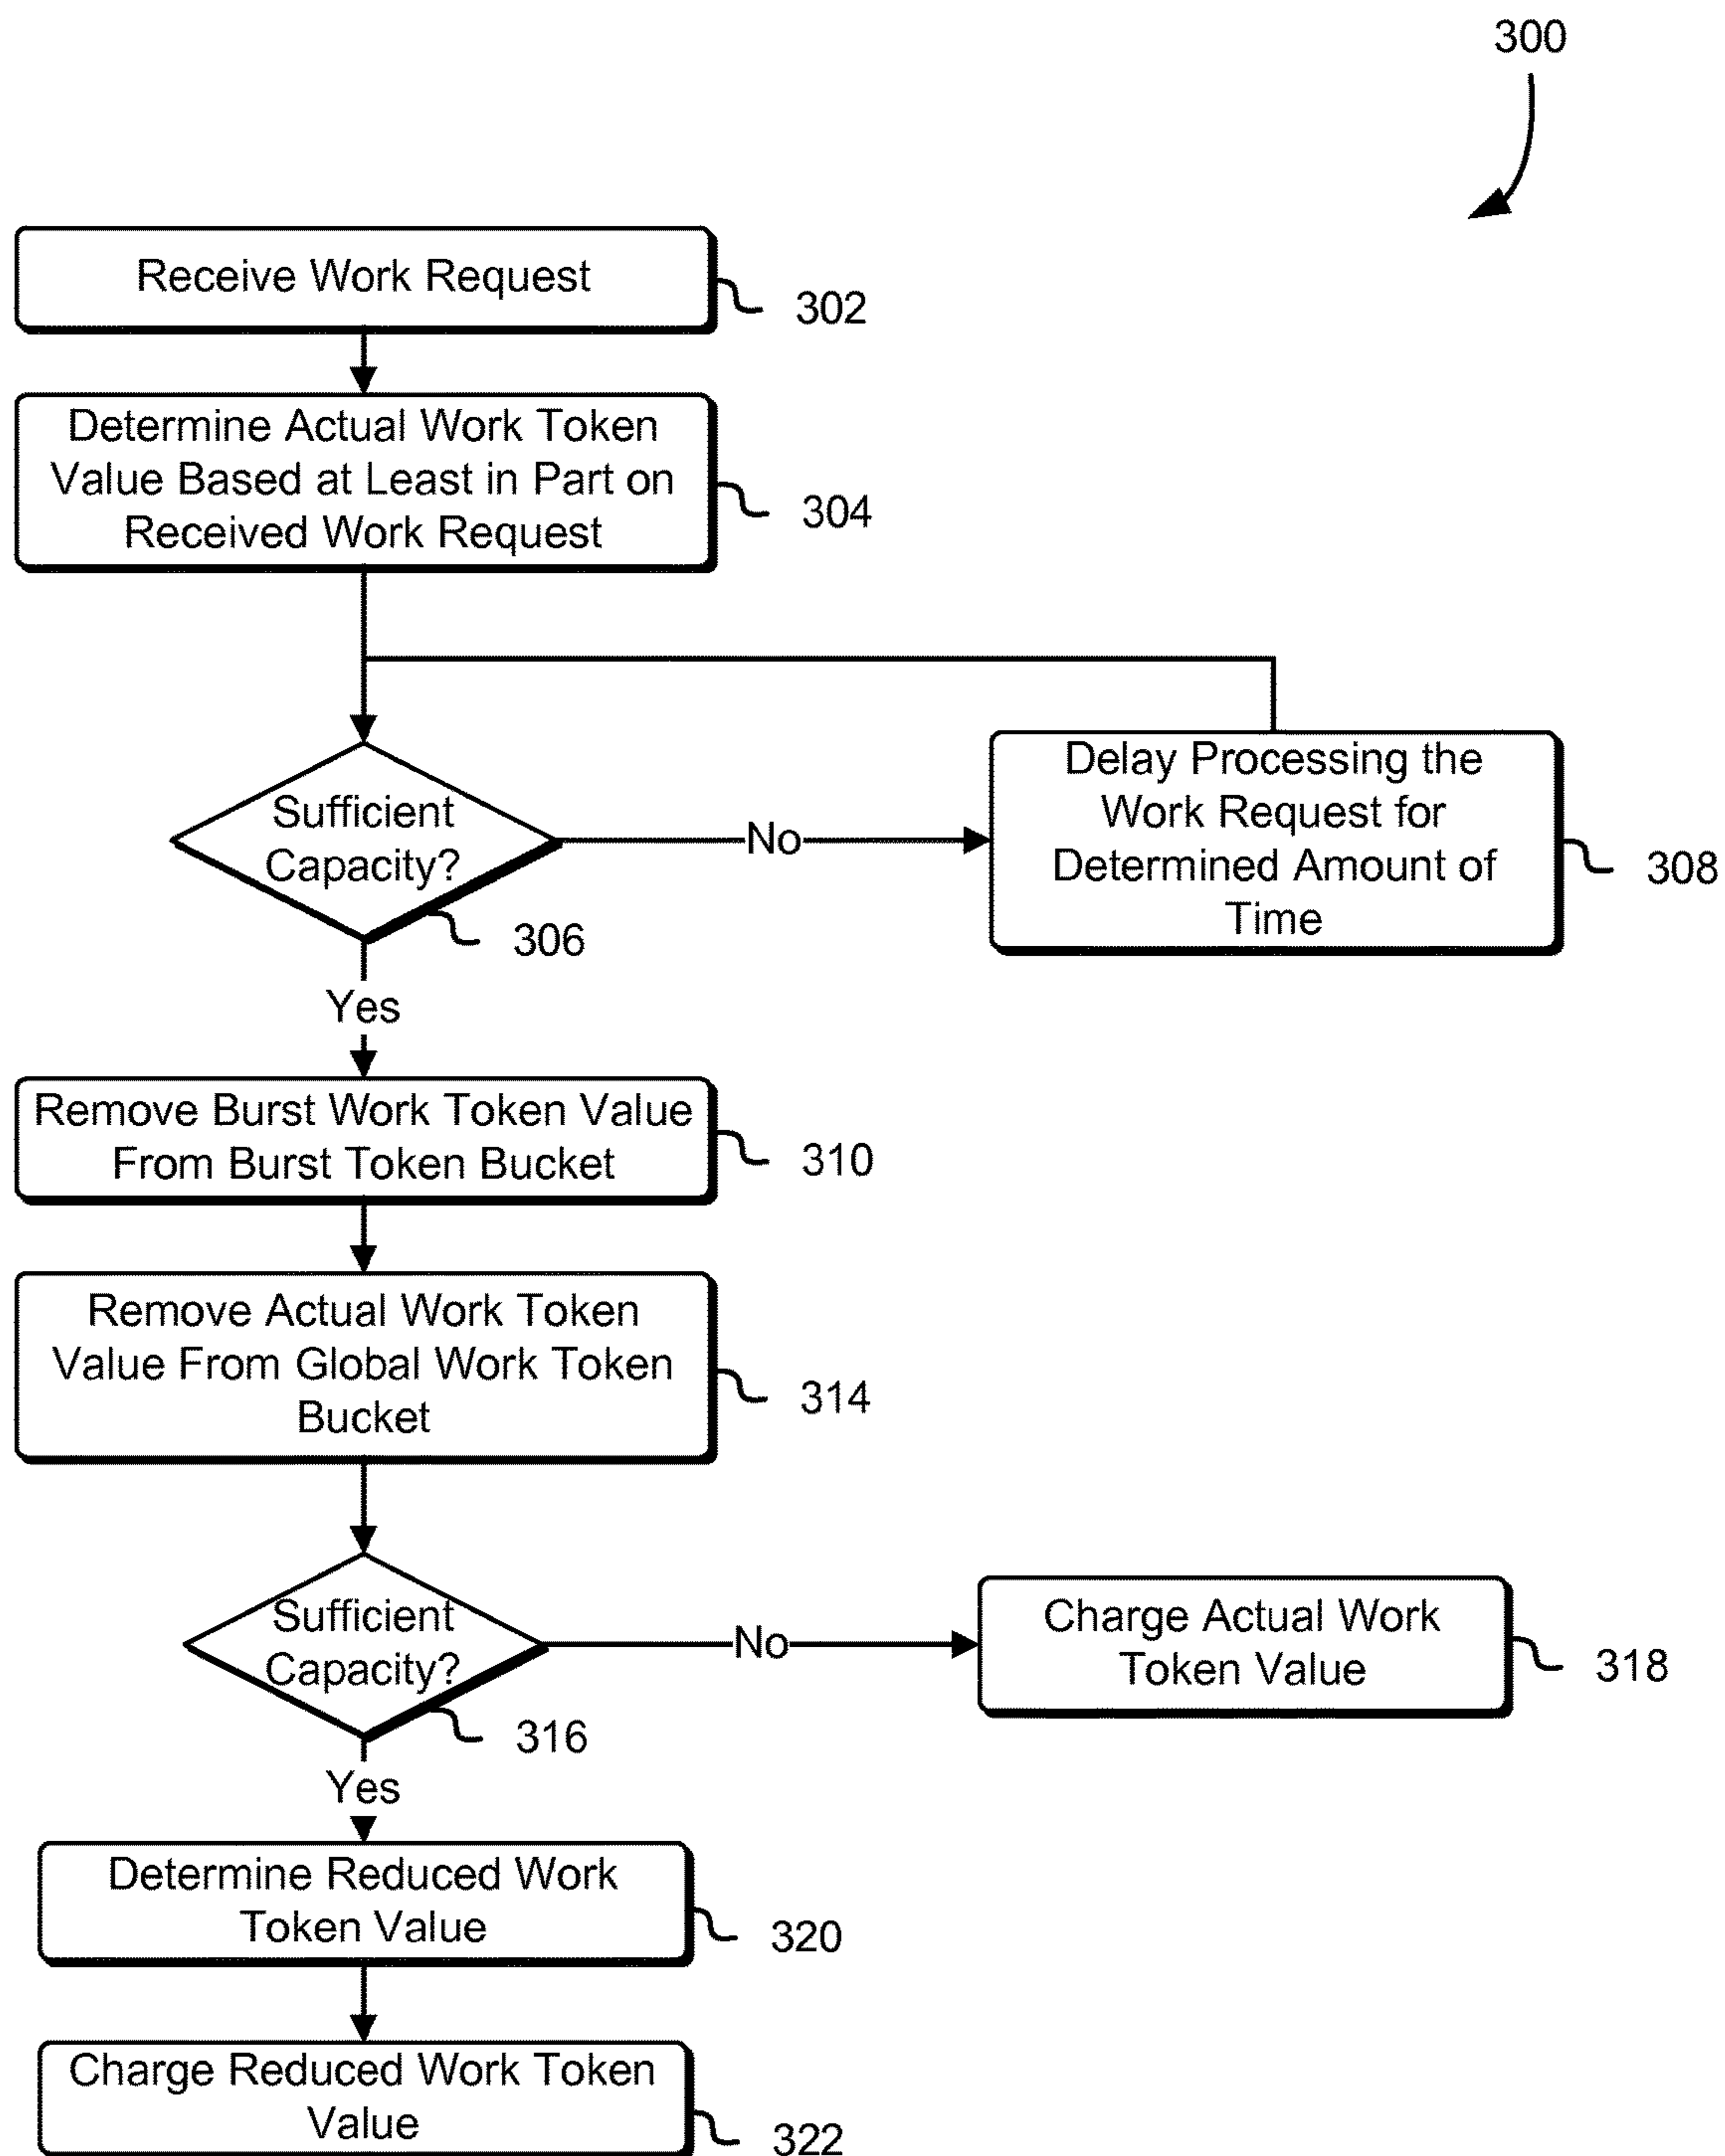 300
Receive Work Request
302
Determine Actual Work Token
Value Based at Least in Part on
Received Work Request
304
Sufficient
Capacity?
306
No
Delay Processing the
Work Request for
Determined Amount of
Time
308
Yes
Remove Burst Work Token Value
From Burst Token Bucket
310
Remove Actual Work Token
Value From Global Work Token
Bucket
314
Sufficient
Capacity?
316
No
Charge Actual Work
Token Value
318
Yes
Determine Reduced Work
Token Value
320
Charge Reduced Work Token
Value
322